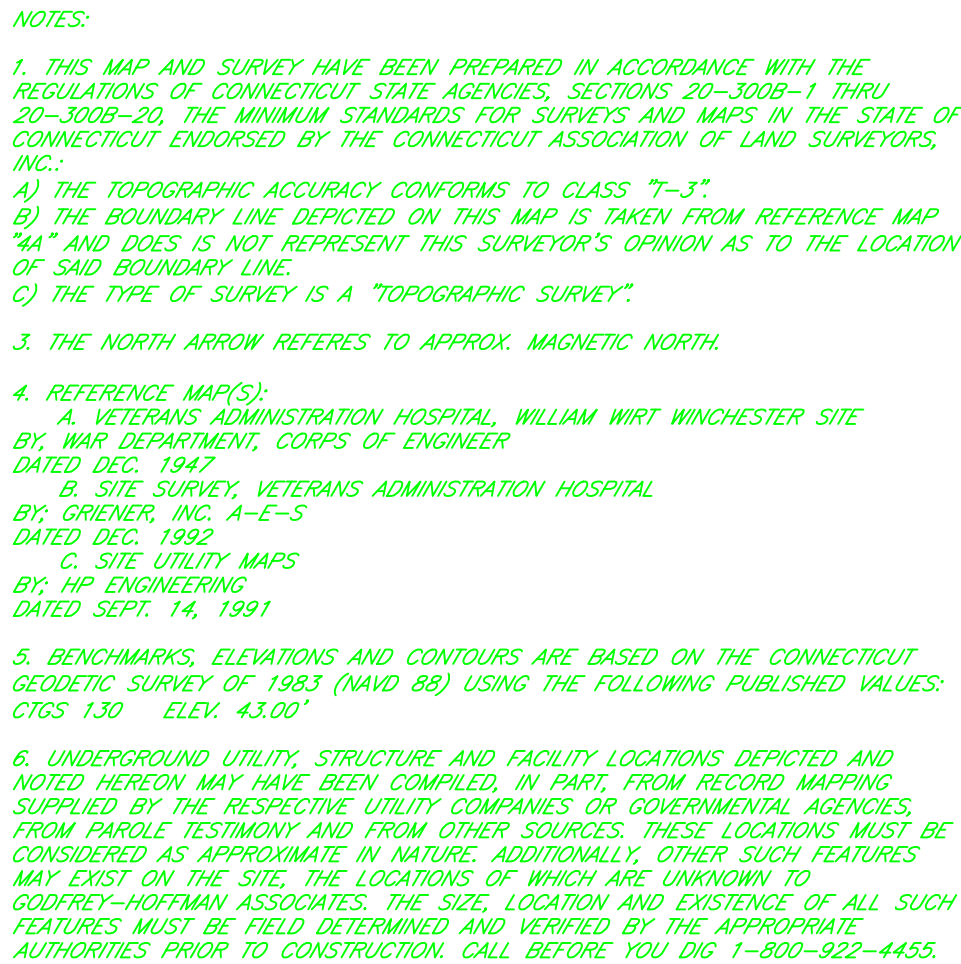 NOTES:
1. THIS MAP AND SURVEY HAVE BEEN PREPARED IN ACCORDANCE WITH THE
REGULATIONS OF CONNECTICUT STATE AGENCIES, SECTIONS 20-300B-1 THRU
20-300B-20, THE MINIMUM STANDARDS FOR SURVEYS AND MAPS IN THE STATE OF
CONNECTICUT ENDORSED BY THE CONNECTICUT ASSOCIATION OF LAND SURVEYORS,
INC.:
A) THE TOPOGRAPHIC ACCURACY CONFORMS TO CLASS "T-3".
B) THE BOUNDARY LINE DEPICTED ON THIS MAP IS TAKEN FROM REFERENCE MAP
"4A" AND DOES IS NOT REPRESENT THIS SURVEYOR'S OPINION AS TO THE LOCATION
OF SAID BOUNDARY LINE.
C) THE TYPE OF SURVEY IS A "TOPOGRAPHIC SURVEY".
3. THE NORTH ARROW REFERES TO APPROX. MAGNETIC NORTH.
4. REFERENCE MAP(S):
A. VETERANS ADMINISTRATION HOSPITAL, WILLIAM WIRT WINCHESTER SITE
BY, WAR DEPARTMENT, CORPS OF ENGINEER
DATED DEC. 1947
B. SITE SURVEY, VETERANS ADMINISTRATION HOSPITAL
BY; GRIENER, INC. A-E-S
DATED DEC. 1992
C. SITE UTILITY MAPS
BY; HP ENGINEERING
DATED SEPT. 14, 1991
5. BENCHMARKS, ELEVATIONS AND CONTOURS ARE BASED ON THE CONNECTICUT
GEODETIC SURVEY OF 1983 (NAVD 88) USING THE FOLLOWING PUBLISHED VALUES:
CTGS 130 ELEV. 43.00'
6. UNDERGROUND UTILITY, STRUCTURE AND FACILITY LOCATIONS DEPICTED AND
NOTED HEREON MAY HAVE BEEN COMPILED, IN PART, FROM RECORD MAPPING
SUPPLIED BY THE RESPECTIVE UTILITY COMPANIES OR GOVERNMENTAL AGENCIES,
FROM PAROLE TESTIMONY AND FROM OTHER SOURCES. THESE LOCATIONS MUST BE
CONSIDERED AS APPROXIMATE IN NATURE. ADDITIONALLY, OTHER SUCH FEATURES
MAY EXIST ON THE SITE, THE LOCATIONS OF WHICH ARE UNKNOWN TO
GODFREY-HOFFMAN ASSOCIATES. THE SIZE, LOCATION AND EXISTENCE OF ALL SUCH
FEATURES MUST BE FIELD DETERMINED AND VERIFIED BY THE APPROPRIATE
AUTHORITIES PRIOR TO CONSTRUCTION. CALL BEFORE YOU DIG 1-800-922-4455.